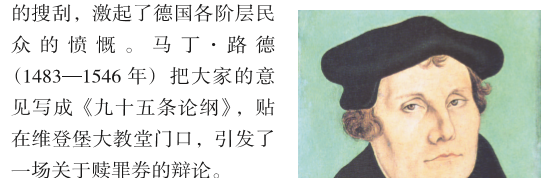 的搜刮，激起了德国各阶层民
众的愤慨。马丁·路德
（1483—1546 年）把大家的意
见写成《九十五条论纲》，贴
在维登堡大教堂门口，引发了
一场关于赎罪券的辩论。